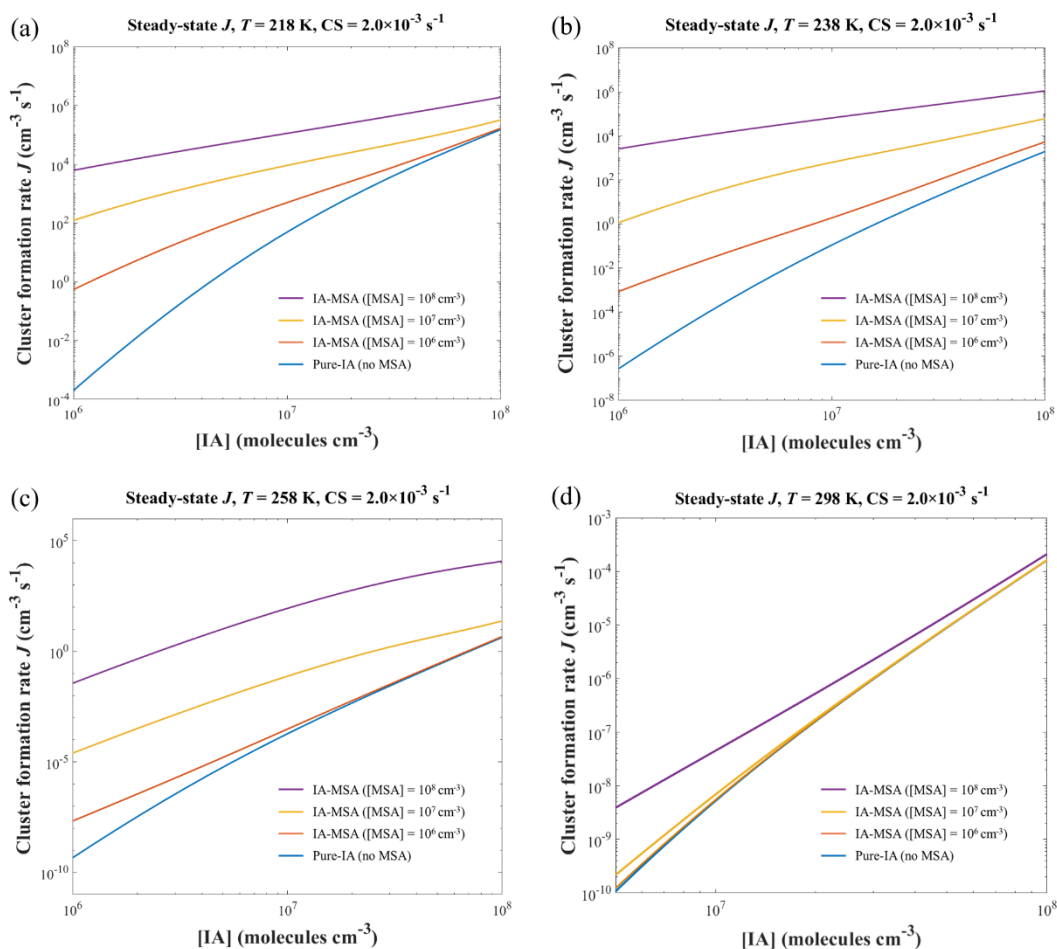 (a)
Steady-state J, T = 218 K, CS = 2.0×10⁻³ s⁻¹
10⁸
10⁶
10⁴
10²
10⁰
10⁻²
10⁻⁴
Cluster formation rate J (cm⁻³ s⁻¹)
IA-MSA ([MSA] = 10⁸ cm⁻³)
IA-MSA ([MSA] = 10⁷ cm⁻³)
IA-MSA ([MSA] = 10⁶ cm⁻³)
Pure-IA (no MSA)
10⁶
10⁷
10⁸
[IA] (molecules cm⁻³)
(b)
Steady-state J, T = 238 K, CS = 2.0×10⁻³ s⁻¹
10⁸
10⁶
10⁴
10²
10⁰
10⁻²
10⁻⁴
10⁻⁶
10⁻⁸
Cluster formation rate J (cm⁻³ s⁻¹)
IA-MSA ([MSA] = 10⁸ cm⁻³)
IA-MSA ([MSA] = 10⁷ cm⁻³)
IA-MSA ([MSA] = 10⁶ cm⁻³)
Pure-IA (no MSA)
10⁶
10⁷
10⁸
[IA] (molecules cm⁻³)
(c)
Steady-state J, T = 258 K, CS = 2.0×10⁻³ s⁻¹
10⁵
10⁰
10⁻⁵
10⁻¹⁰
Cluster formation rate J (cm⁻³ s⁻¹)
IA-MSA ([MSA] = 10⁸ cm⁻³)
IA-MSA ([MSA] = 10⁷ cm⁻³)
IA-MSA ([MSA] = 10⁶ cm⁻³)
Pure-IA (no MSA)
10⁶
10⁷
10⁸
[IA] (molecules cm⁻³)
(d)
Steady-state J, T = 298 K, CS = 2.0×10⁻³ s⁻¹
10⁻³
10⁻⁴
10⁻⁵
10⁻⁶
10⁻⁷
10⁻⁸
10⁻⁹
10⁻¹⁰
Cluster formation rate J (cm⁻³ s⁻¹)
IA-MSA ([MSA] = 10⁸ cm⁻³)
IA-MSA ([MSA] = 10⁷ cm⁻³)
IA-MSA ([MSA] = 10⁶ cm⁻³)
Pure-IA (no MSA)
10⁷
10⁸
[IA] (molecules cm⁻³)